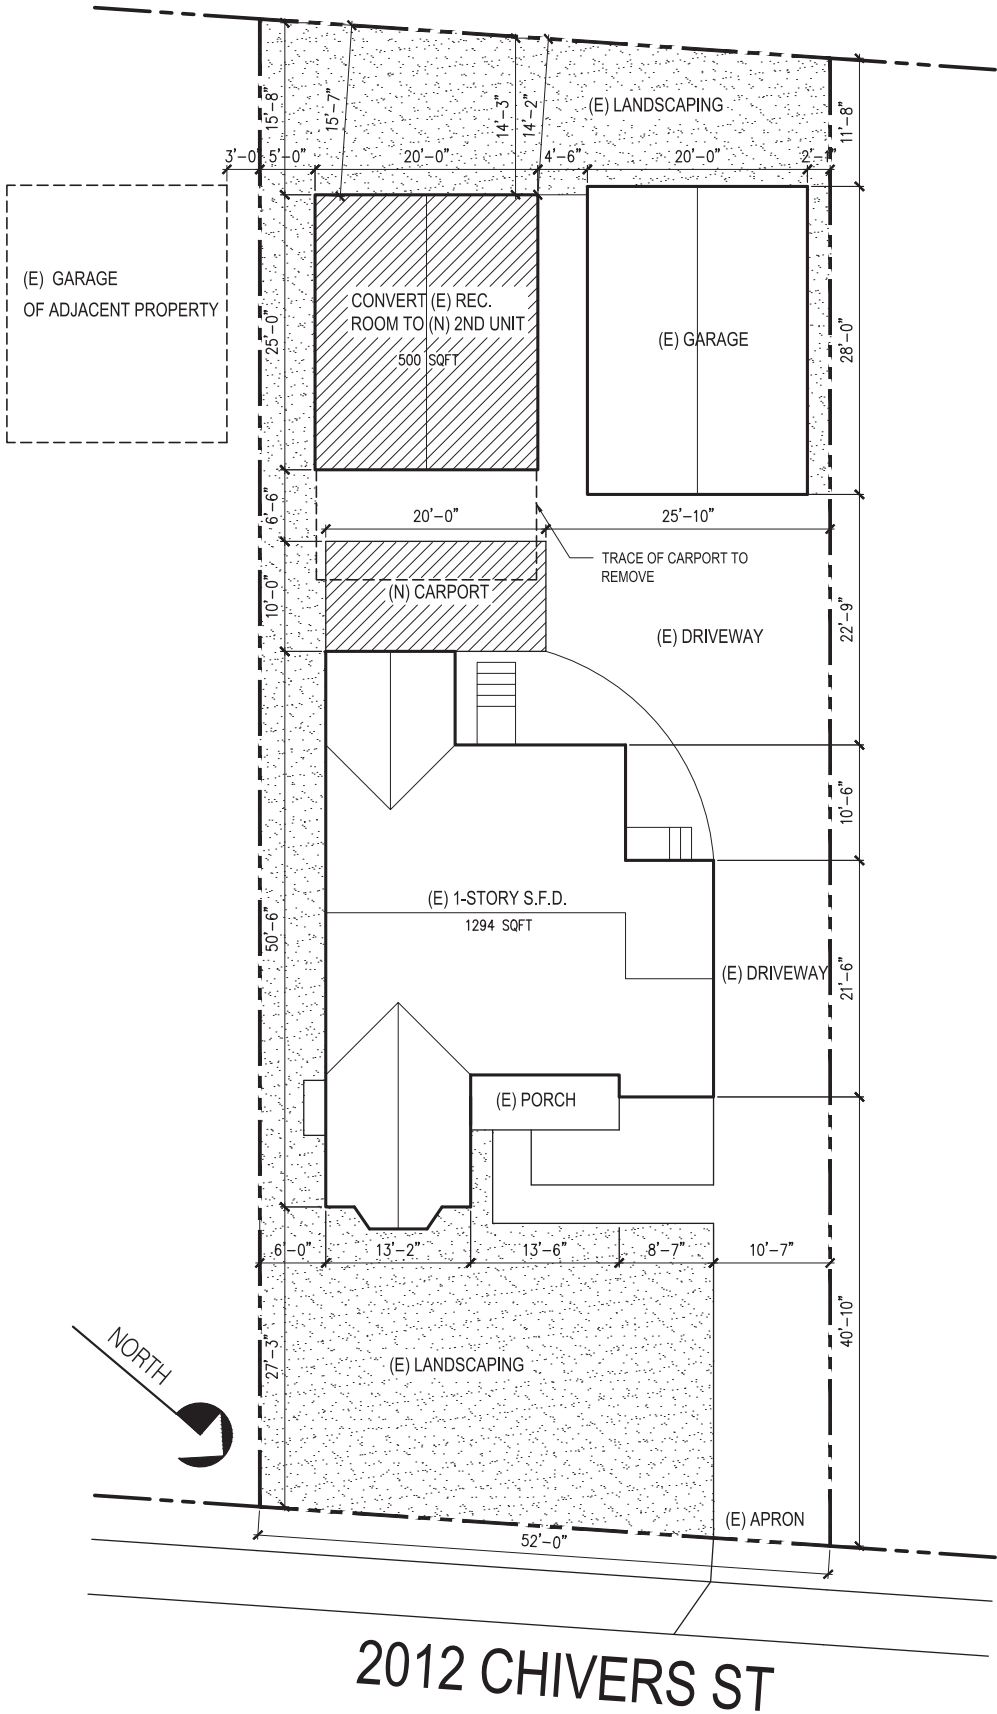 15'-8"
15'-7"
14'-3"
14'-2"
(E) LANDSCAPING
11'-8"
3'-0"
5'-0"
20'-0"
4'-6"
20'-0"
(E) GARAGE
OF ADJACENT PROPERTY
CONVERT (E) REC.
ROOM TO (N) 2ND UNIT
500 SQFT
25'-0"
(E) GARAGE
28'-0"
6'-6"
20'-0"
25'-10"
TRACE OF CARPORT TO
REMOVE
10'-0"
(N) CARPORT
(E) DRIVEWAY
22'-9"
10'-6"
(E) 1-STORY S.F.D.
1294 SQFT
50'-6"
(E) DRIVEWAY
21'-6"
(E) PORCH
6'-0"
13'-2"
13'-6"
8'-7"
10'-7"
40'-10"
NORTH
27'-3"
(E) LANDSCAPING
(E) APRON
52'-0"
2012 CHIVERS ST